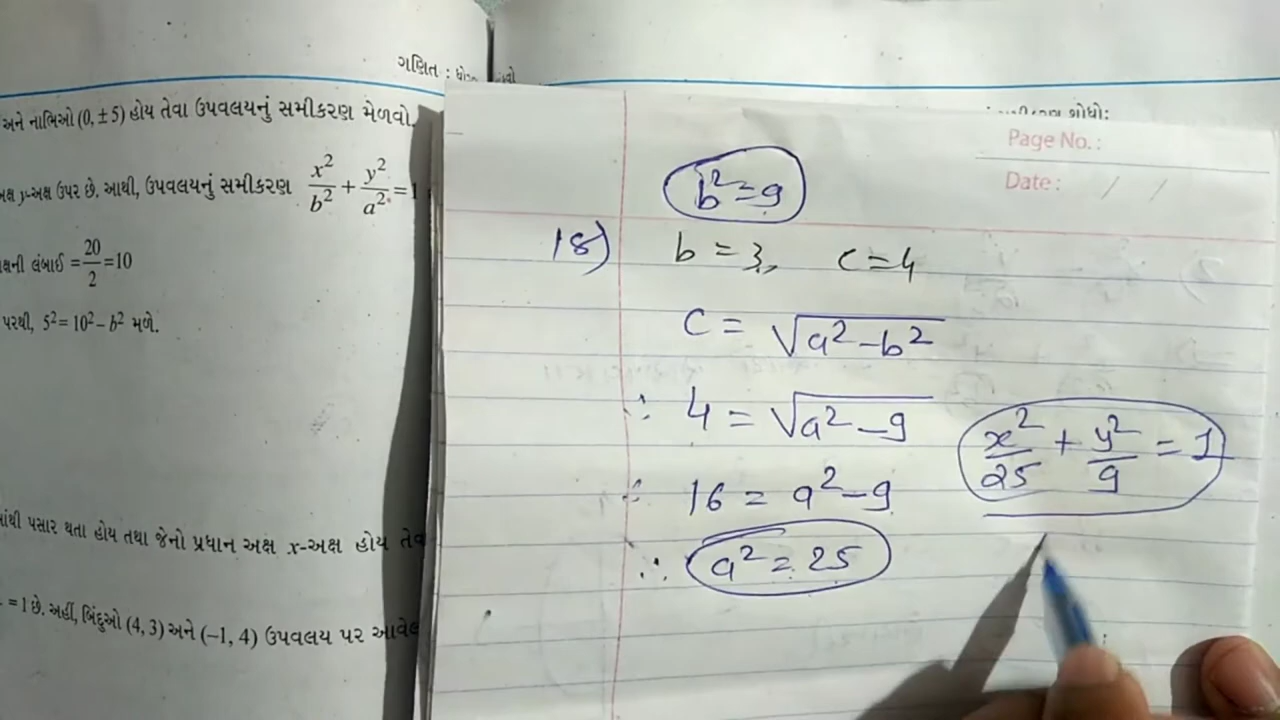 ગણિત :
અને નાભિઓ (0, ± 5) હોય તેવા ઉપવલયનું સમીકરણ મેળવો.
અક્ષ y-અક્ષ ઉપર છે. આથી, ઉપવલયનું સમીકરણ x²/b² + y²/a² = 1
લંબાઈ = 20/2 = 10
પરથી, 5² = 10² – b² મળે.
પસાર થતા હોય તથા જેનો પ્રધાન અક્ષ x-અક્ષ હોય
= 1 છે. અહીં, બિંદુઓ (4, 3) અને (–1, 4) ઉપવલય પર
શોધો:
Page No. :
Date : / /
b² = 9
18) b = 3, c = 4
c = √(a² – b²)
∴ 4 = √(a² – 9)
∴ 16 = a² – 9
∴ a² = 25
x²/25 + y²/9 = 1